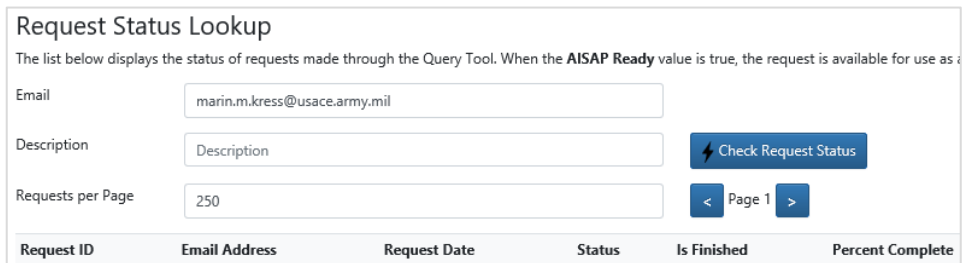 Request Status Lookup
The list below displays the status of requests made through the Query Tool. When the AISAP Ready value is true, the request is available for use as
Email marin.m.kress@usace.army.mil
Description Description Check Request Status
Requests per Page 250 < Page 1 >
Request ID Email Address Request Date Status Is Finished Percent Complete